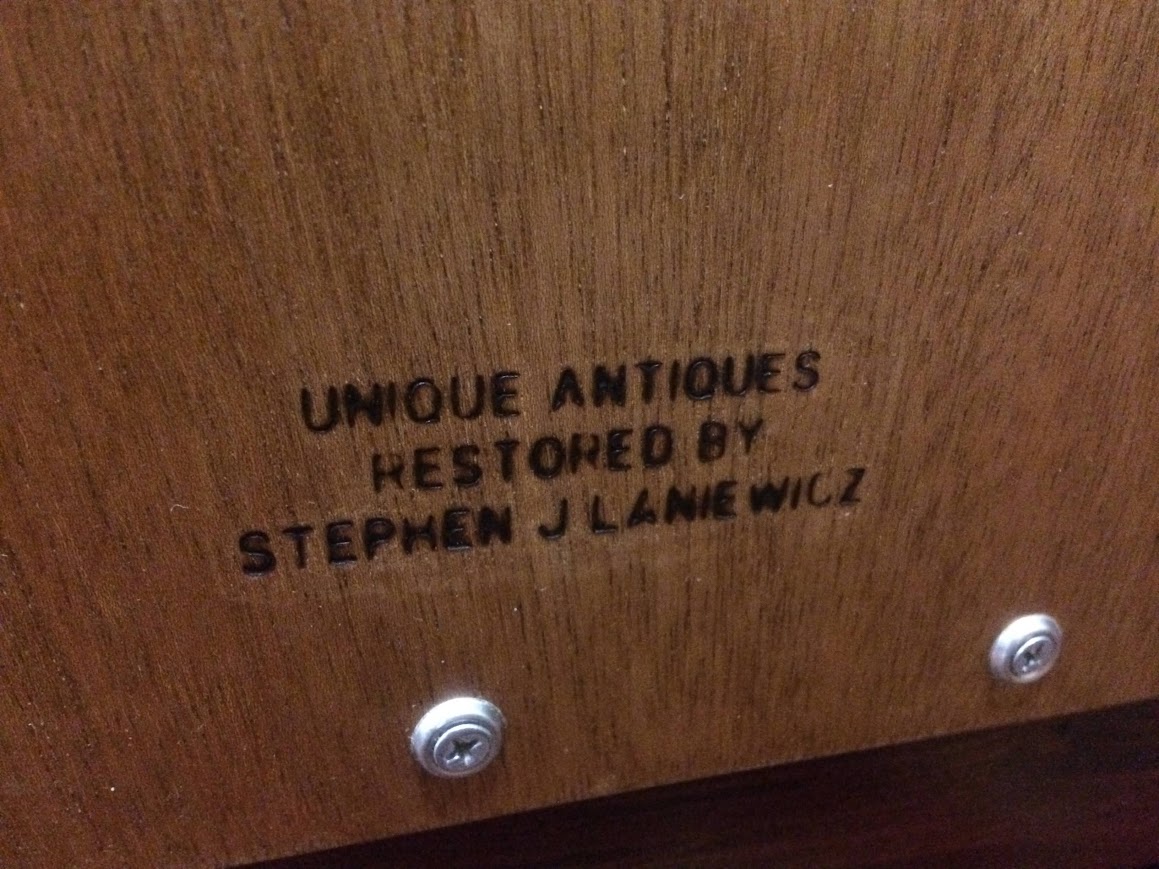 UNIQUE ANTIQUES
RESTORED BY
STEPHEN J LANIEWICZ